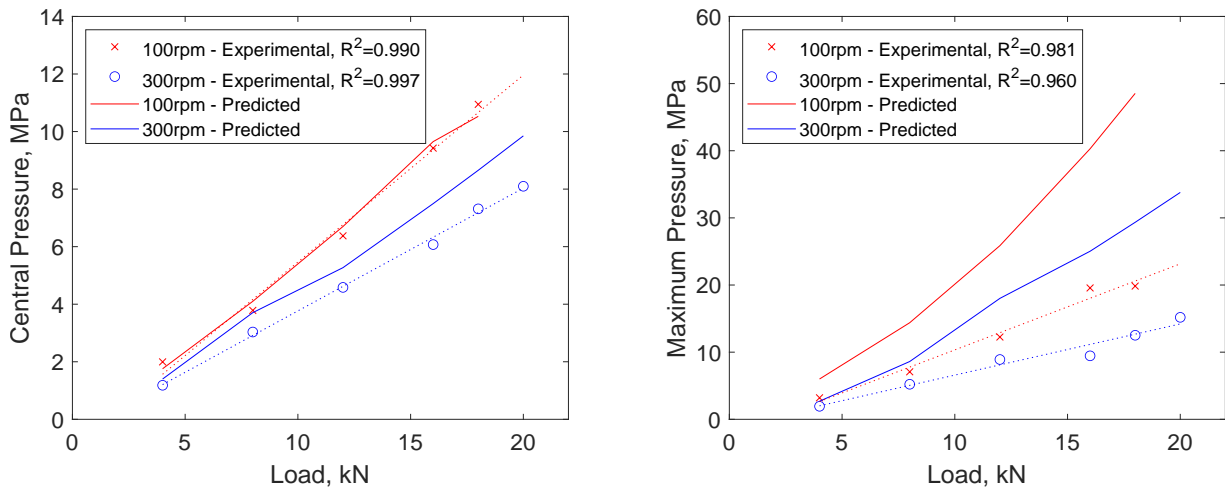 14
12
10
8
6
4
2
0
Central Pressure, MPa
100rpm - Experimental, R²=0.990
300rpm - Experimental, R²=0.997
100rpm - Predicted
300rpm - Predicted
0 5 10 15 20
Load, kN
60
50
40
30
20
10
0
Maximum Pressure, MPa
100rpm - Experimental, R²=0.981
300rpm - Experimental, R²=0.960
100rpm - Predicted
300rpm - Predicted
0 5 10 15 20
Load, kN